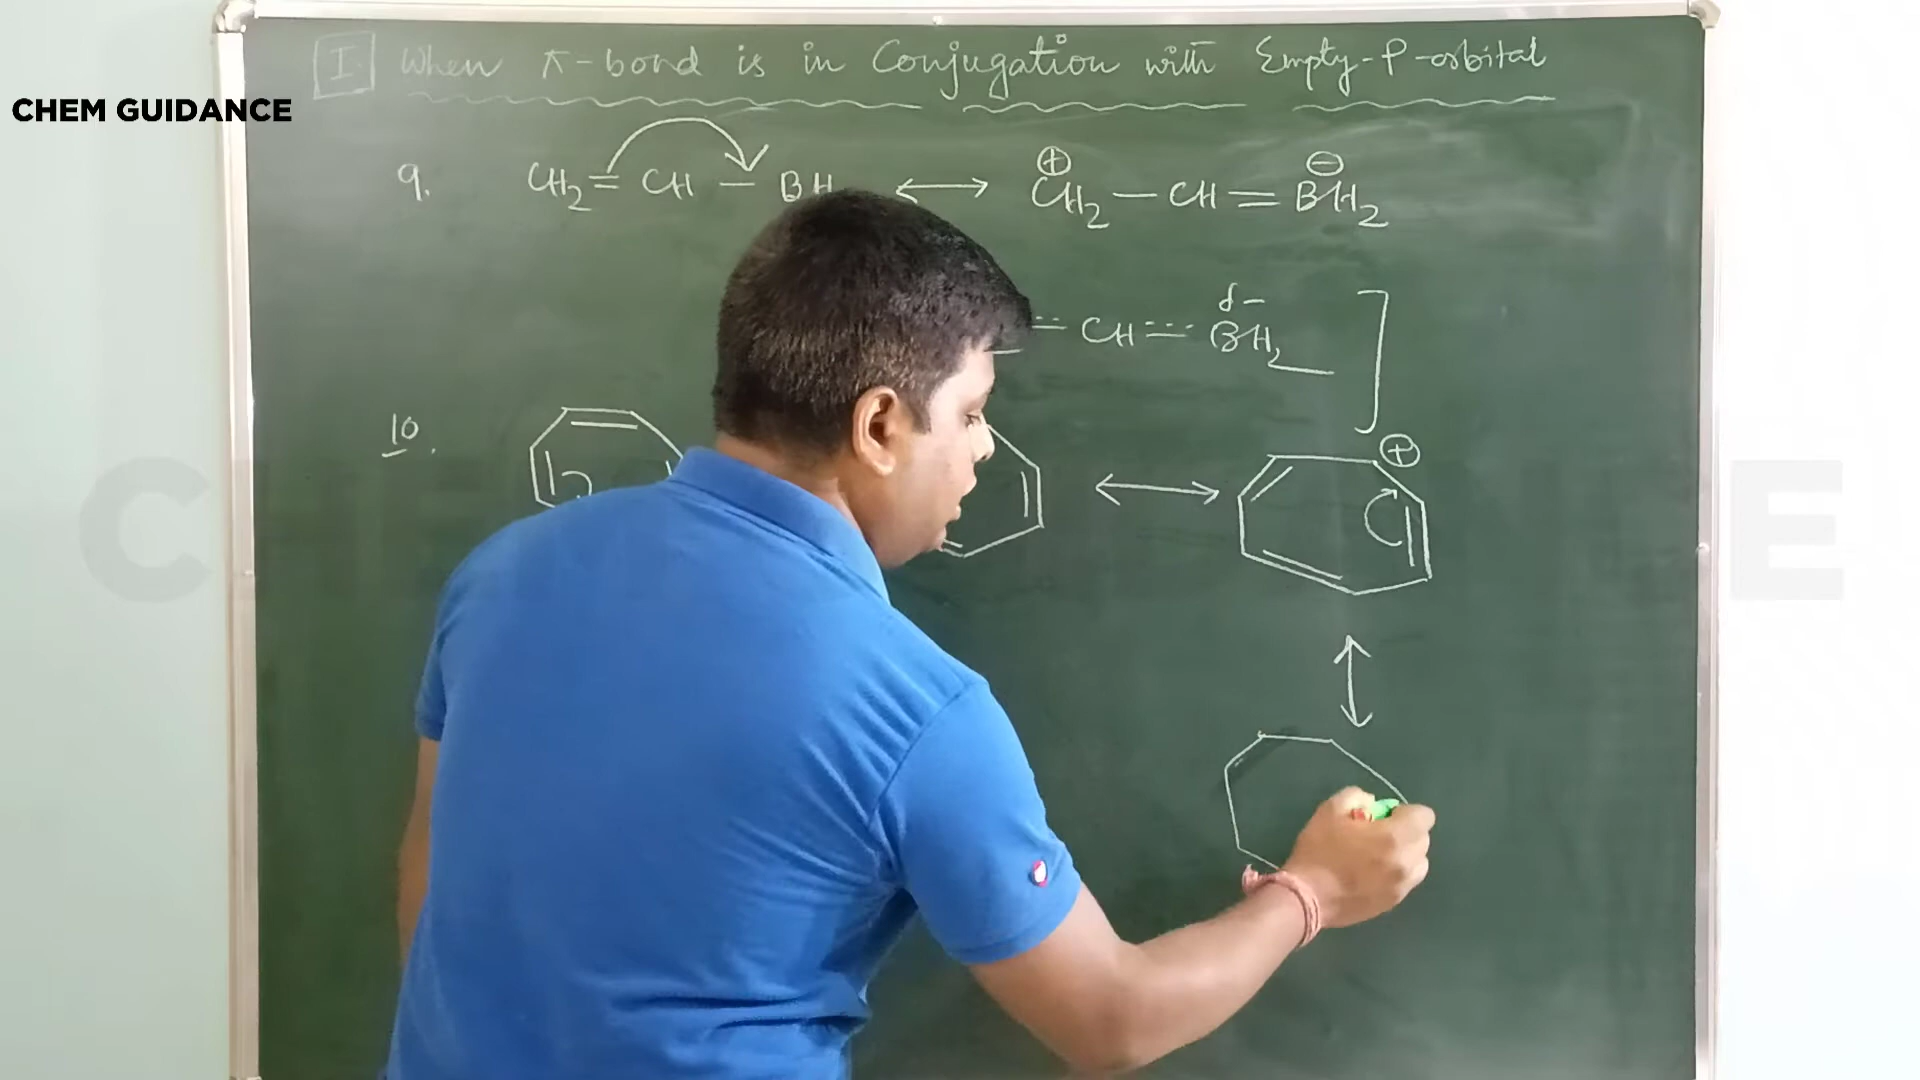 I. When π-bond is in Conjugation with Empty-P-orbital
CHEM GUIDANCE
9. CH₂=CH—BH ⟷ ⊕CH₂—CH=BH₂⊖
CH BH₂ δ- ]
10. ⟷ ⊕